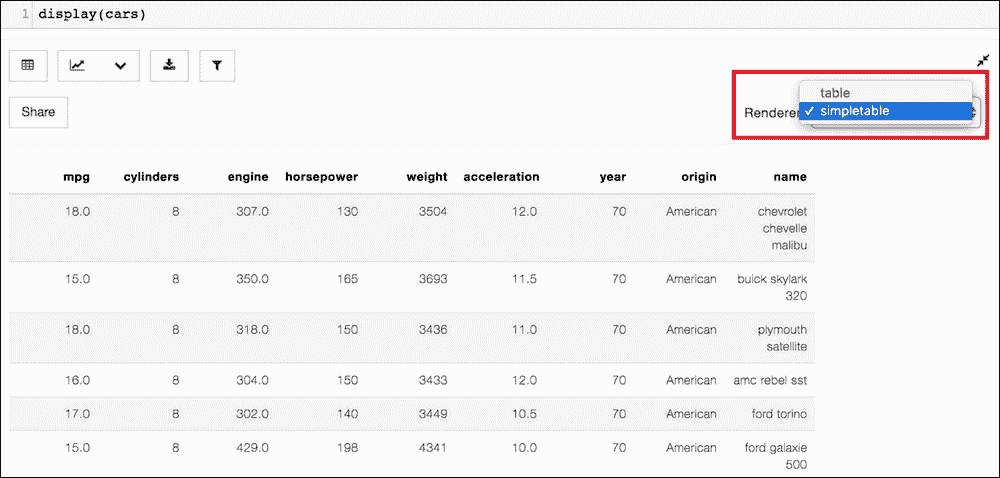 1 display(cars)
table
Share
Renderer
✓ simpletable
mpg cylinders engine horsepower weight acceleration year origin name
18.0 8 307.0 130 3504 12.0 70 American chevrolet
chevelle
malibu
15.0 8 350.0 165 3693 11.5 70 American buick skylark
320
18.0 8 318.0 150 3436 11.0 70 American plymouth
satellite
16.0 8 304.0 150 3433 12.0 70 American amc rebel sst
17.0 8 302.0 140 3449 10.5 70 American ford torino
15.0 8 429.0 198 4341 10.0 70 American ford galaxie
500